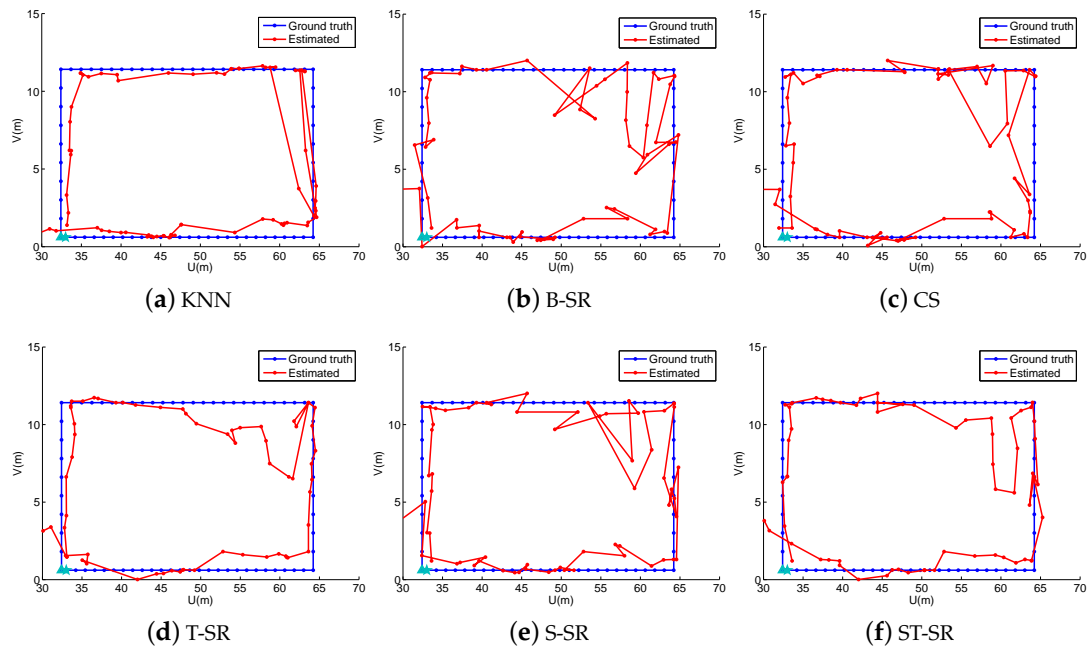 15
10
5
0
V(m)
30 35 40 45 50 55 60 65 70
U(m)
Ground truth
Estimated
(a) KNN
15
10
5
0
V(m)
30 35 40 45 50 55 60 65 70
U(m)
Ground truth
Estimated
(b) B-SR
15
10
5
0
V(m)
30 35 40 45 50 55 60 65 70
U(m)
Ground truth
Estimated
(c) CS
15
10
5
0
V(m)
30 35 40 45 50 55 60 65 70
U(m)
Ground truth
Estimated
(d) T-SR
15
10
5
0
V(m)
30 35 40 45 50 55 60 65 70
U(m)
Ground truth
Estimated
(e) S-SR
15
10
5
0
V(m)
30 35 40 45 50 55 60 65 70
U(m)
Ground truth
Estimated
(f) ST-SR